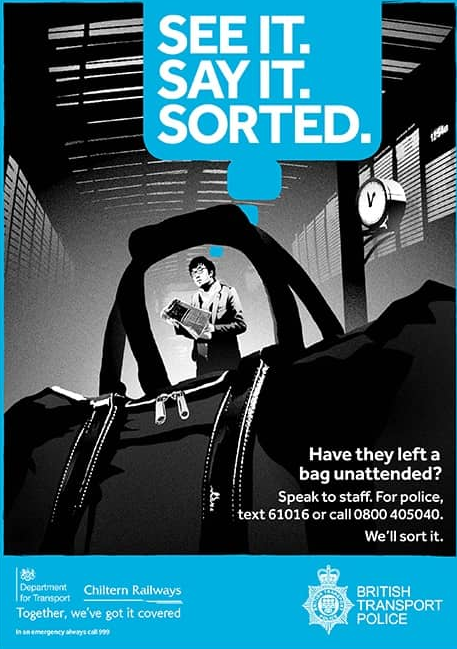 SEE IT.
SAY IT.
SORTED.
Have they left a
bag unattended?
Speak to staff. For police,
text 61016 or call 0800 405040.
We'll sort it.
Department
for Transport
Chiltern Railways
Together, we've got it covered
In an emergency always call 999
BRITISH
TRANSPORT
POLICE